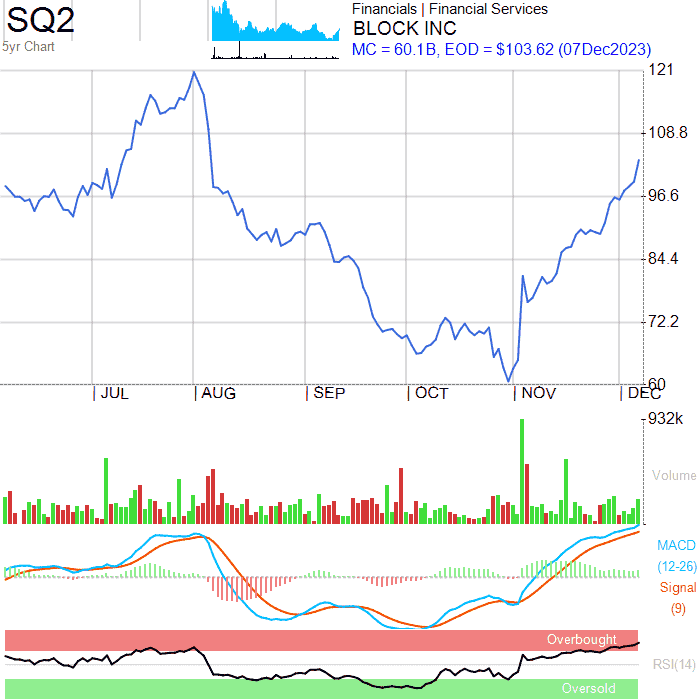 SQ2
5yr Chart
Financials | Financial Services
BLOCK INC
MC = 60.1B, EOD = $103.62 (07Dec2023)
121
108.8
96.6
84.4
72.2
60
JUL AUG SEP OCT NOV DEC
932k
Volume
MACD
(12-26)
Signal
(9)
Overbought
RSI(14)
Oversold